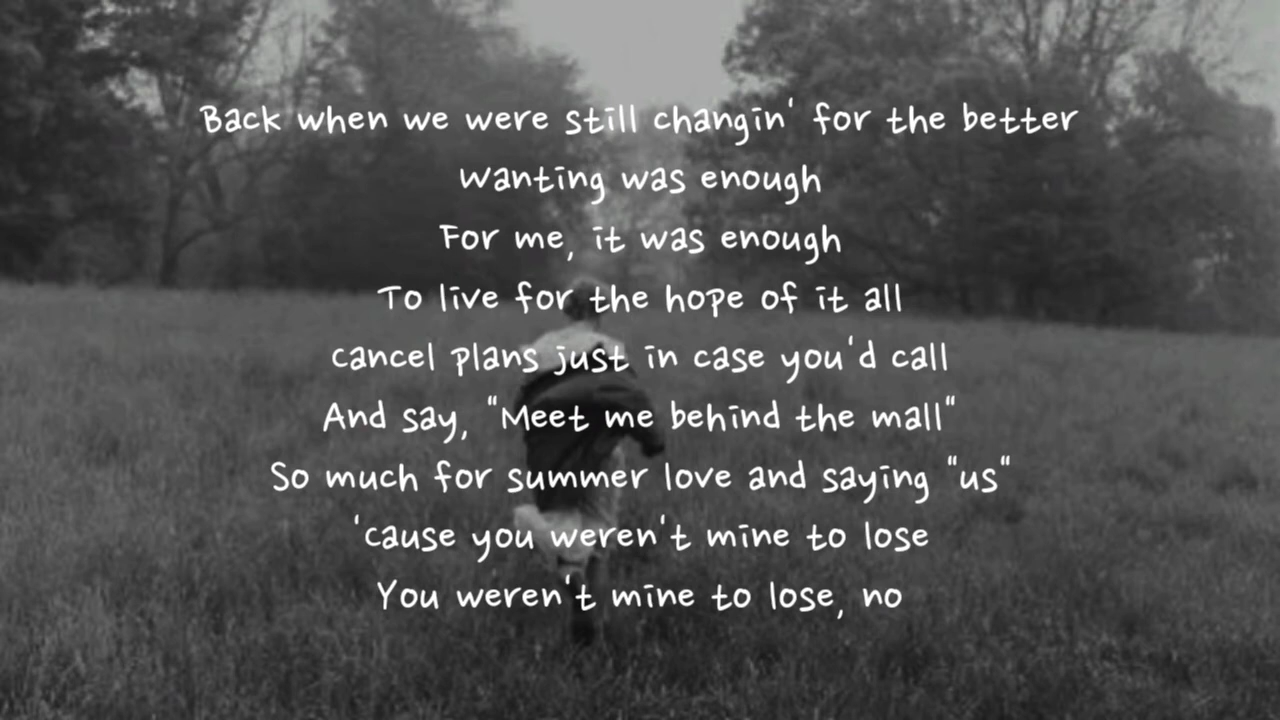 Back when we were still changin' for the better
wanting was enough
For me, it was enough
To live for the hope of it all
cancel plans just in case you'd call
And say, "Meet me behind the mall"
So much for summer love and saying "us"
'cause you weren't mine to lose
You weren't mine to lose, no